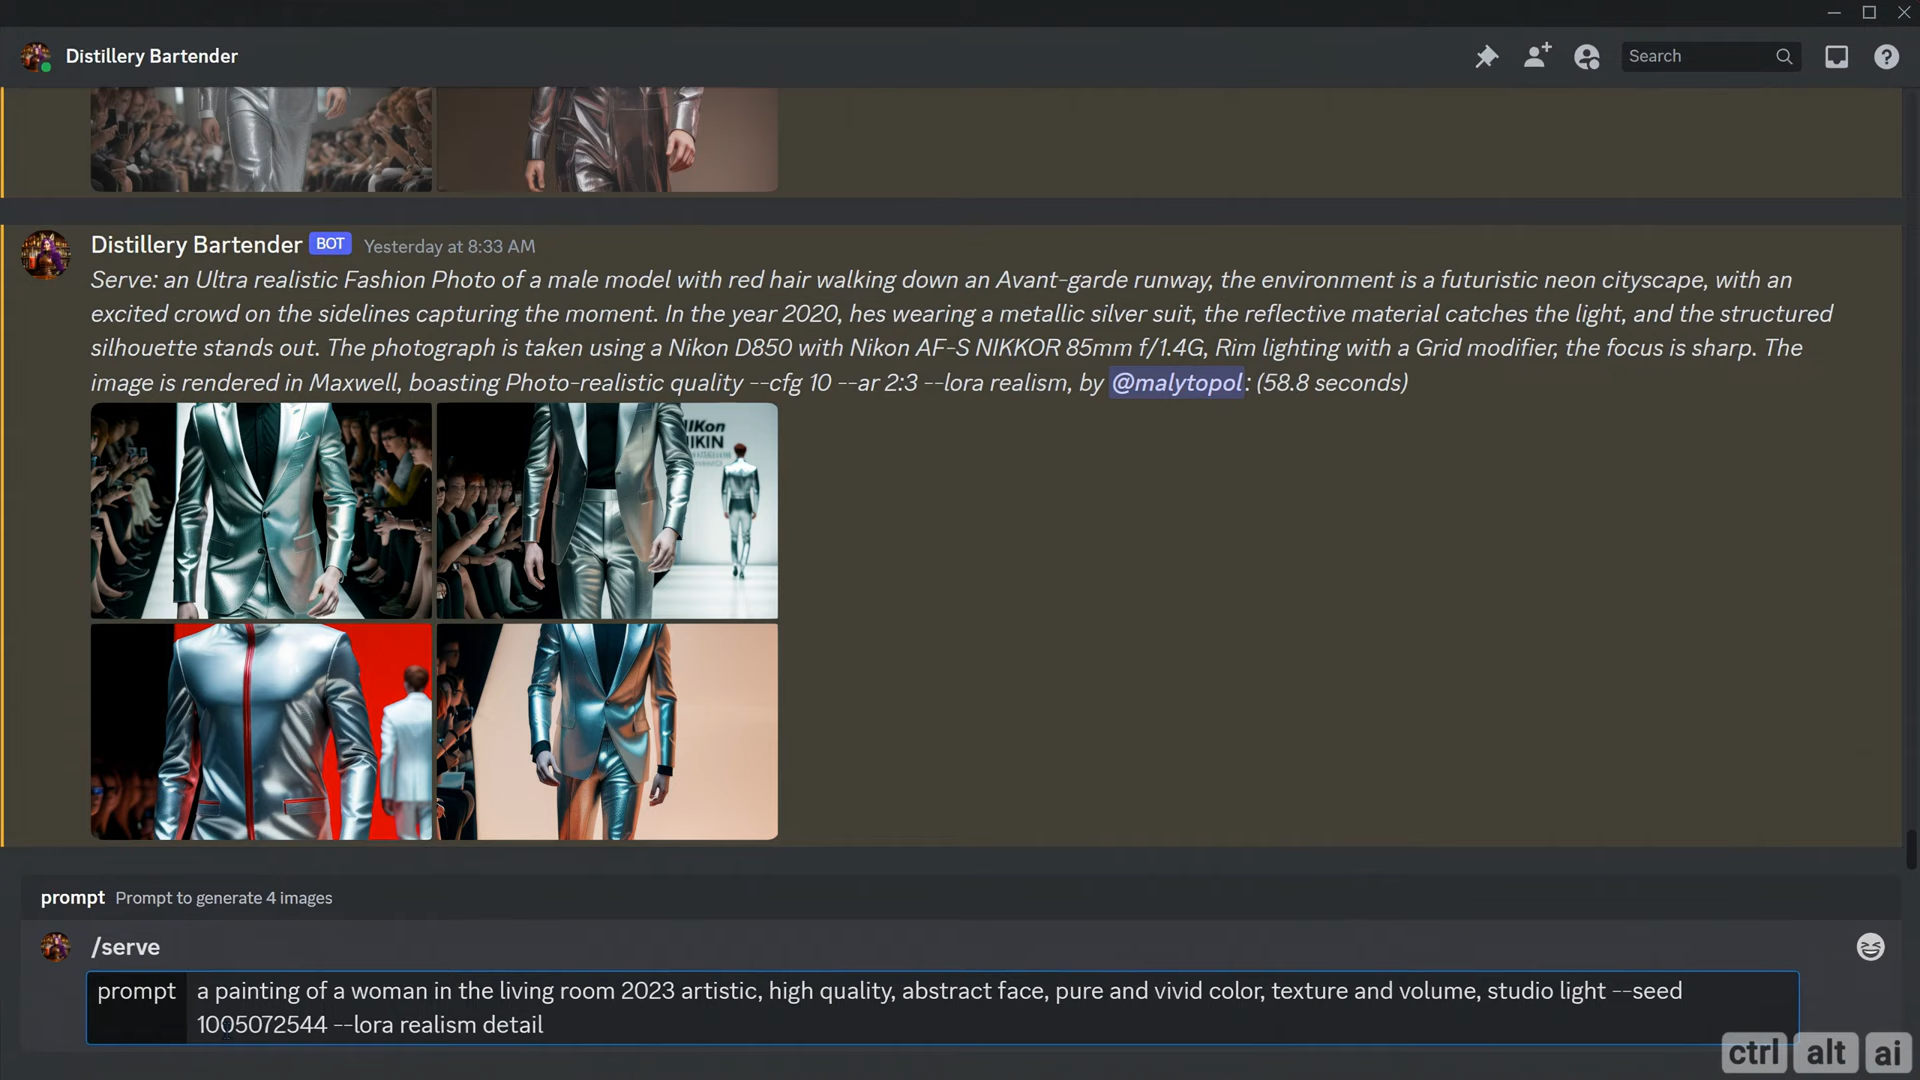 Distillery Bartender
Search
Distillery Bartender BOT Yesterday at 8:33 AM
Serve: an Ultra realistic Fashion Photo of a male model with red hair walking down an Avant-garde runway, the environment is a futuristic neon cityscape, with an
excited crowd on the sidelines capturing the moment. In the year 2020, hes wearing a metallic silver suit, the reflective material catches the light, and the structured
silhouette stands out. The photograph is taken using a Nikon D850 with Nikon AF-S NIKKOR 85mm f/1.4G, Rim lighting with a Grid modifier, the focus is sharp. The
image is rendered in Maxwell, boasting Photo-realistic quality --cfg 10 --ar 2:3 --lora realism, by @malytopol: (58.8 seconds)
NIKon
NIKIN
prompt Prompt to generate 4 images
/serve
prompt a painting of a woman in the living room 2023 artistic, high quality, abstract face, pure and vivid color, texture and volume, studio light --seed
1005072544 --lora realism detail
ctrl alt ai